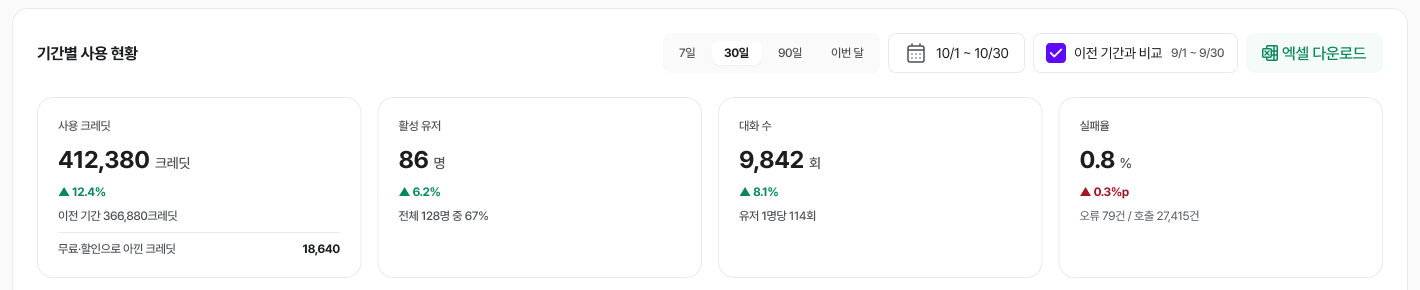 기간별 사용 현황
7일 30일 90일 이번 달
10/1 ~ 10/30
이전 기간과 비교 9/1 ~ 9/30
엑셀 다운로드
사용 크레딧
412,380 크레딧
▲ 12.4%
이전 기간 366,880크레딧
무료·할인으로 아낀 크레딧 18,640
활성 유저
86 명
▲ 6.2%
전체 128명 중 67%
대화 수
9,842 회
▲ 8.1%
유저 1명당 114회
실패율
0.8 %
▲ 0.3%p
오류 79건 / 호출 27,415건